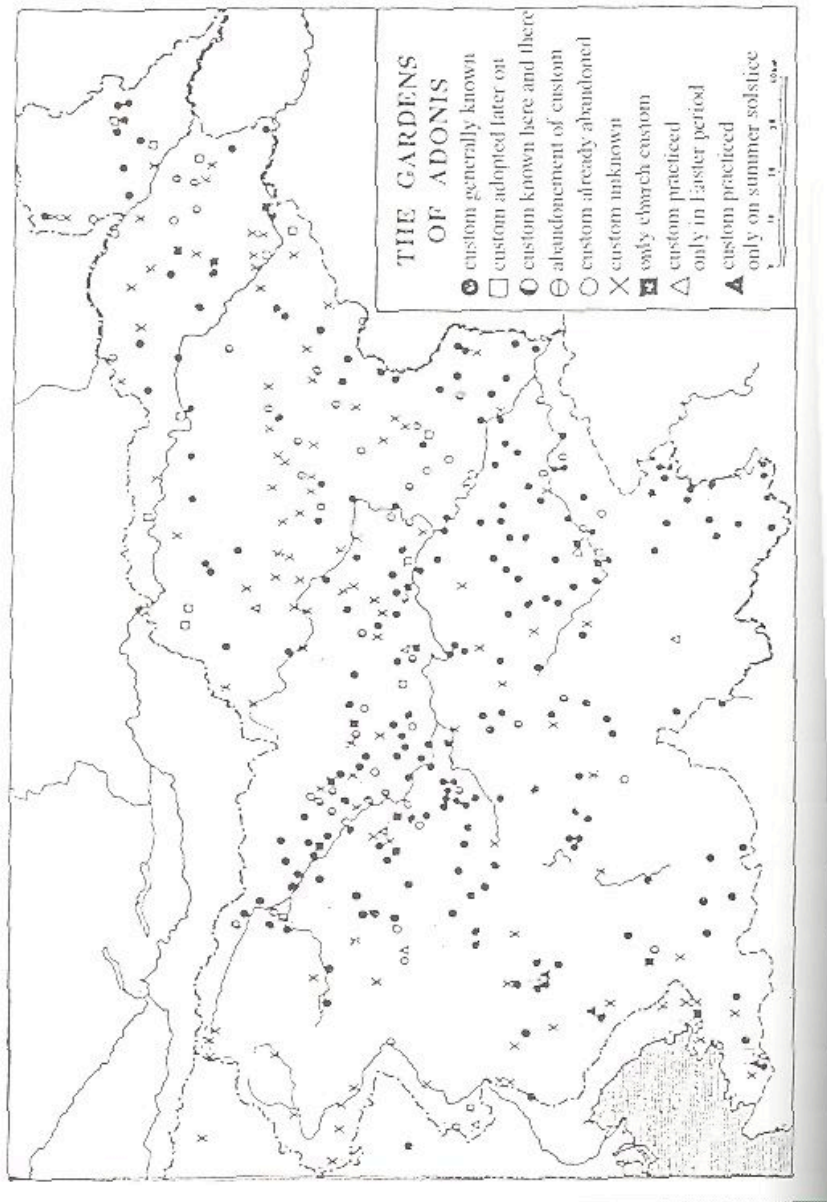 THE GARDENS
OF ADONIS
custom generally known
custom adopted later on
custom known here and there
abandonement of custom
custom already abandoned
custom unknown
only church custom
custom practiced
only in Easter period
custom practiced
only on summer solstice